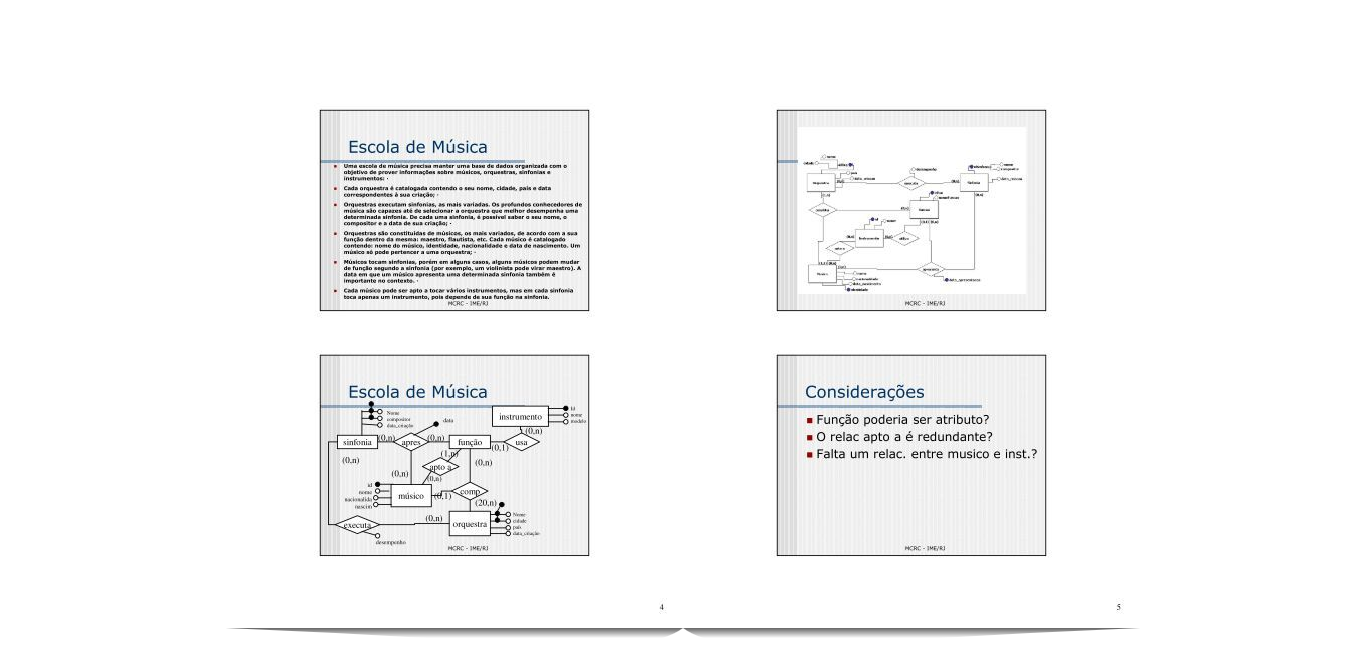 Escola de Música
Uma escola de música precisa manter uma base de dados organizada com o
objetivo de prover informações sobre músicos, orquestras, sinfonias e
instrumentos; ·
Cada orquestra é catalogada contendo o seu nome, cidade, país e data
correspondentes à sua criação; ·
Orquestras executam sinfonias, as mais variadas. Os profundos conhecedores de
música são capazes até de selecionar a orquestra que melhor desempenha uma
determinada sinfonia. De cada uma sinfonia, é possível saber o seu nome, o
compositor e a data de sua criação; ·
Orquestras são constituídas de músicos, os mais variados, de acordo com a sua
função dentro da mesma: maestro, flautista, etc. Cada músico é catalogado
contendo: nome do músico, identidade, nacionalidade e data de nascimento. Um
músico só pode pertencer a uma orquestra; ·
Músicos tocam sinfonias, porém em alguns casos, alguns músicos podem mudar
de função segundo a sinfonia (por exemplo, um violinista pode virar maestro). A
data em que um músico apresenta uma determinada sinfonia também é
importante no contexto. ·
Cada músico pode ser apto a tocar vários instrumentos, mas em cada sinfonia
toca apenas um instrumento, pois depende de sua função na sinfonia.
MCRC - IME/RJ
MCRC - IME/RJ
Escola de Música
Nome
compositor
data_criação
data
instrumento
Id
nome
modelo
sinfonia
(0,n)
apres
(0,n)
função
(0,1)
usa
(0,n)
(0,n)
(1,n)
apto a
(0,n)
(0,n)
(0,n)
id
nome
nacionalida
nascim
músico
(0,1)
comp
(20,n)
executa
(0,n)
orquestra
Nome
cidade
país
data_criação
desempenho
MCRC - IME/RJ
Considerações
Função poderia ser atributo?
O relac apto a é redundante?
Falta um relac. entre musico e inst.?
MCRC - IME/RJ
4
5